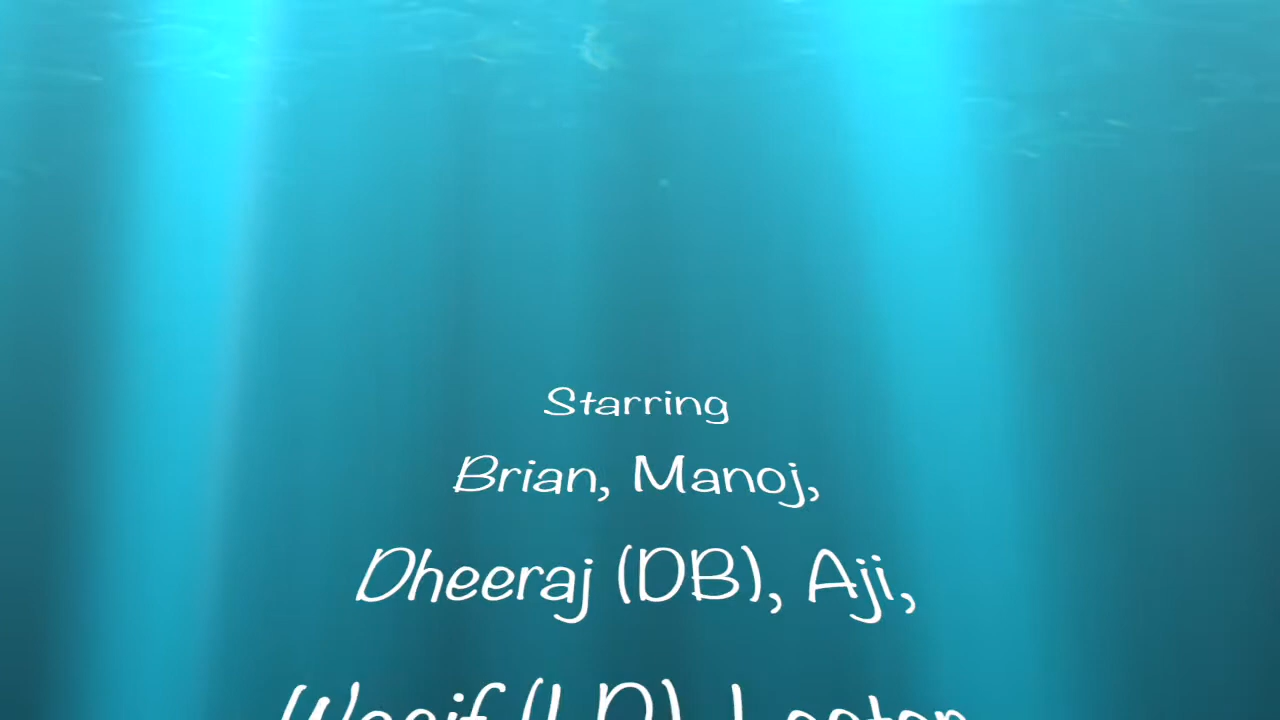 Starring
Brian, Manoj,
Dheeraj (DB), Aji,